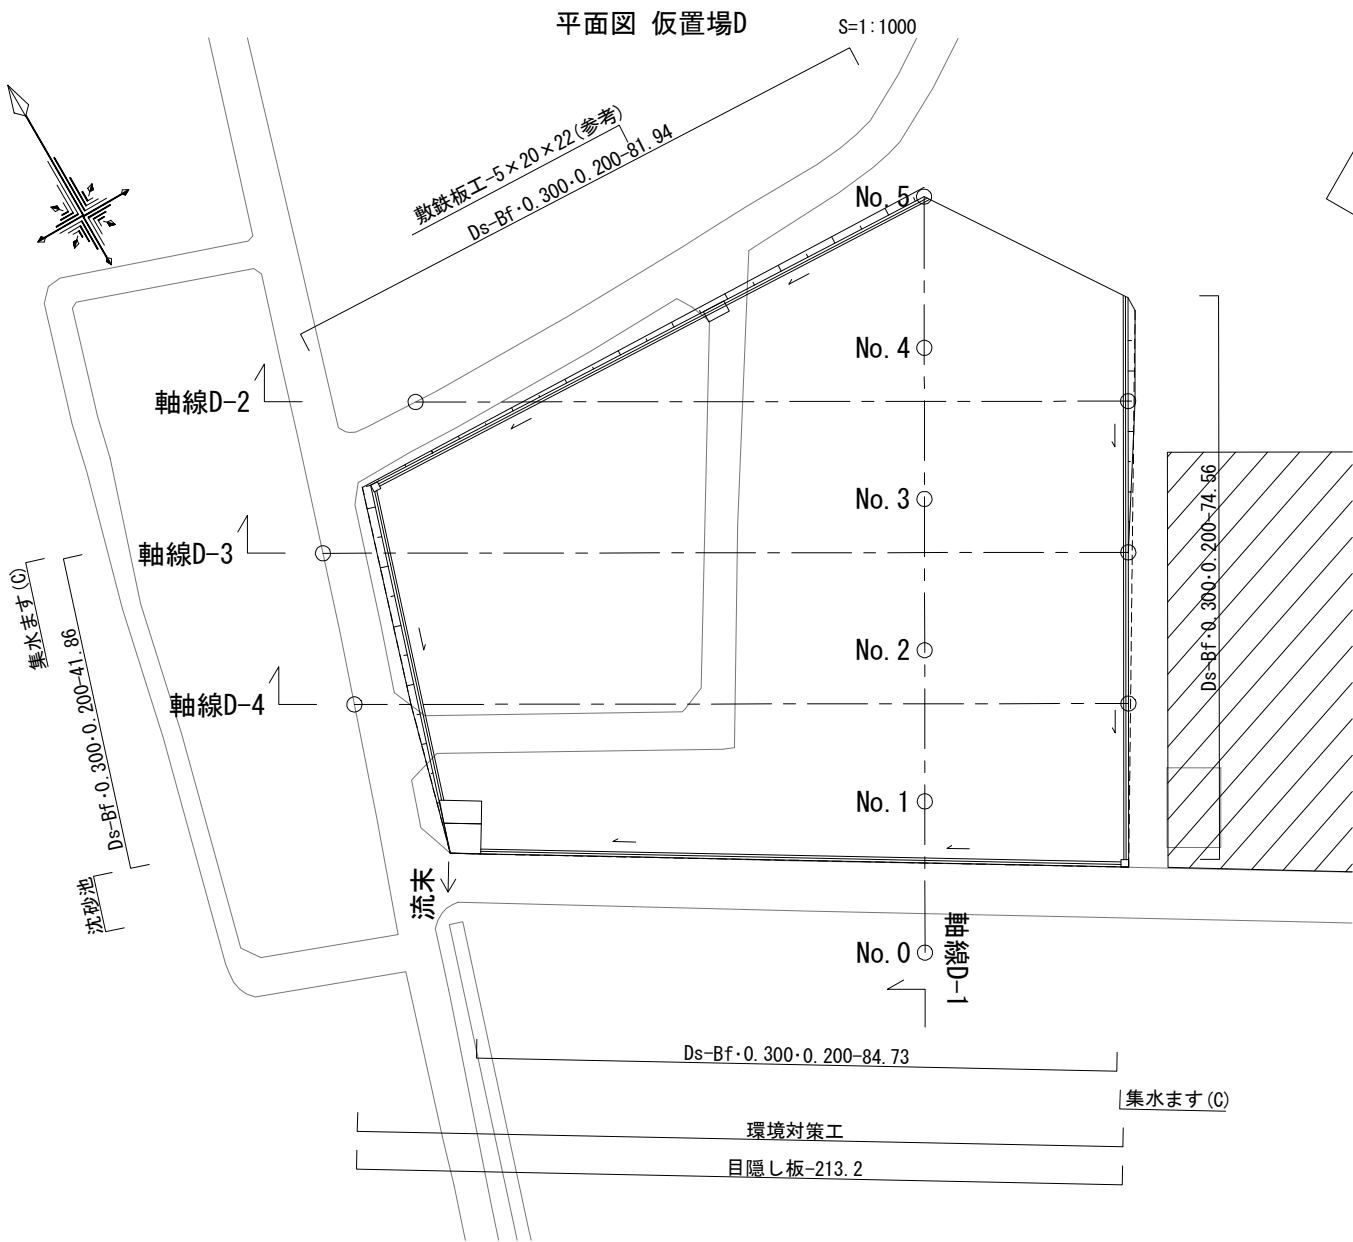 平面図 仮置場D
S=1:1000
敷鉄板工-5×20×22(参考)
Ds-Bf・0.300・0.200-81.94
No.5
No.4
軸線D-2
No.3
軸線D-3
Ds-Bf・0.300・0.200-74.56
集水ます(C)
Ds-Bf・0.300・0.200-41.86
No.2
軸線D-4
No.1
沈砂池
流末
No.0
軸線D-1
Ds-Bf・0.300・0.200-84.73
集水ます(C)
環境対策工
目隠し板-213.2